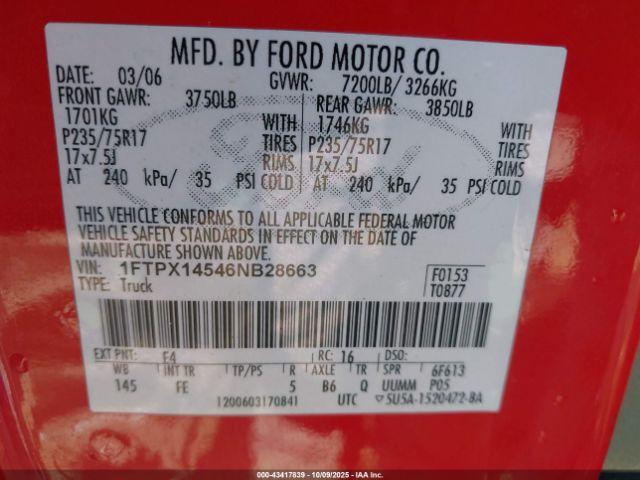 MFD. BY FORD MOTOR CO.
DATE: 03/06 GVWR: 7200LB/ 3266KG
FRONT GAWR: 3750LB REAR GAWR: 3850LB
1701KG WITH 1746KG WITH
P235/75R17 TIRES P235/75R17 TIRES
17x7.5J RIMS 17x7.5J RIMS
AT 240 kPa/ 35 PSI COLD AT 240 kPa/ 35 PSI COLD
THIS VEHICLE CONFORMS TO ALL APPLICABLE FEDERAL MOTOR
VEHICLE SAFETY STANDARDS IN EFFECT ON THE DATE OF
MANUFACTURE SHOWN ABOVE.
VIN: 1FTPX14546NB28663 F0153
TYPE: Truck T0877
EXT PNT: F4 RC: 16 DSO:
WB INT TR TP/PS R AXLE TR SPR 6F613
145 FE 5 B6 Q UUMM P05
1200603170841 UTC 5U5A-1520472-BA
© IAA. 000-43417839 - 10/09/2025 - IAAI.COM